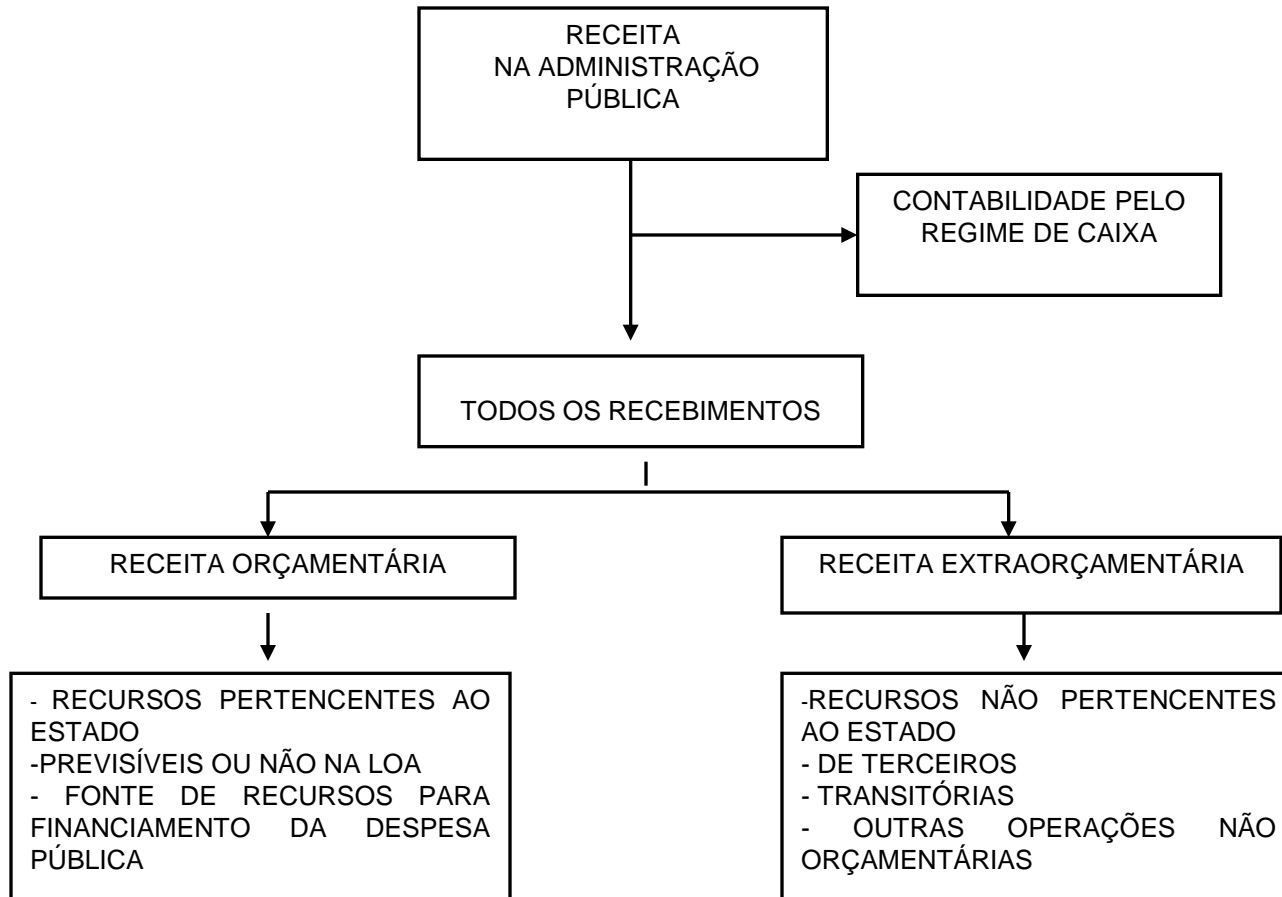 RECEITA
NA ADMINISTRAÇÃO
PÚBLICA
CONTABILIDADE PELO
REGIME DE CAIXA
TODOS OS RECEBIMENTOS
RECEITA ORÇAMENTÁRIA
RECEITA EXTRAORÇAMENTÁRIA
- RECURSOS PERTENCENTES AO
ESTADO
-PREVISÍVEIS OU NÃO NA LOA
- FONTE DE RECURSOS PARA
FINANCIAMENTO DA DESPESA
PÚBLICA
-RECURSOS NÃO PERTENCENTES
AO ESTADO
- DE TERCEIROS
- TRANSITÓRIAS
- OUTRAS OPERAÇÕES NÃO
ORÇAMENTÁRIAS